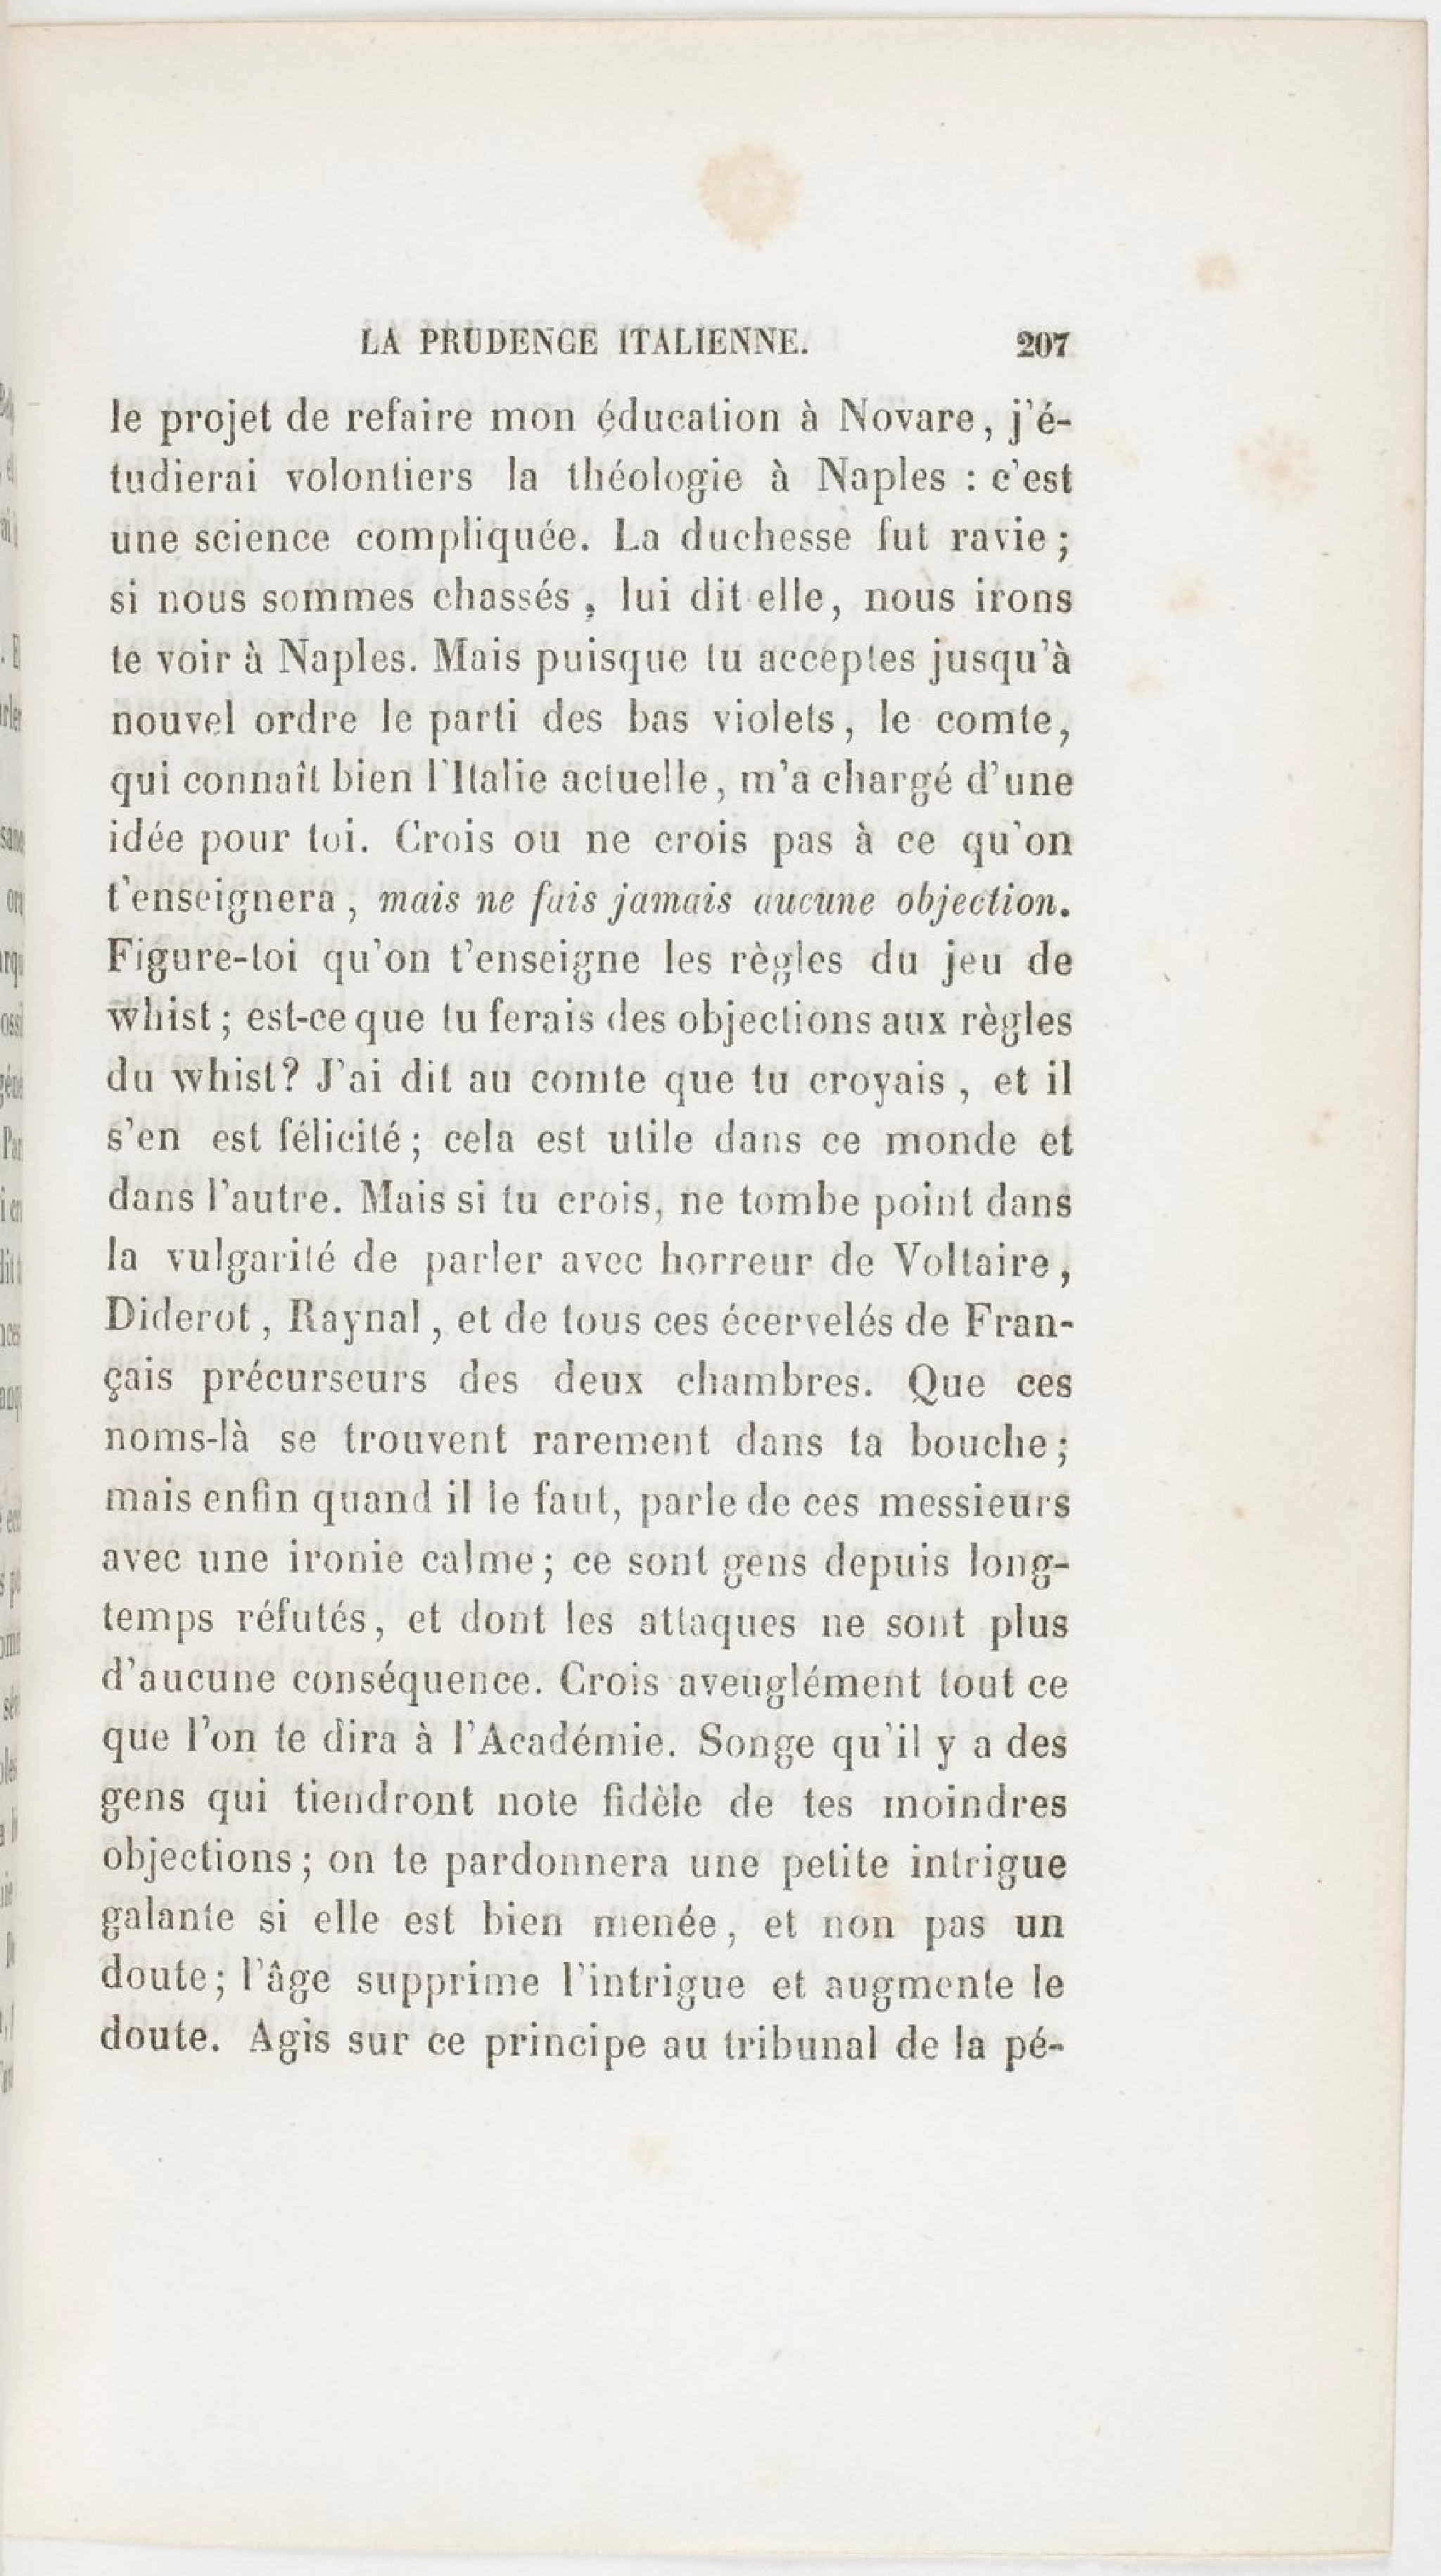 LA PRUDENCE ITALIENNE. 207
le projet de refaire mon éducation à Novare, j'é-
tudierai volontiers la théologie à Naples : c'est
une science compliquée. La duchesse fut ravie ;
si nous sommes chassés, lui dit elle, nous irons
te voir à Naples. Mais puisque tu acceptes jusqu'à
nouvel ordre le parti des bas violets, le comte,
qui connaît bien l'Italie actuelle, m'a chargé d'une
idée pour toi. Crois ou ne crois pas à ce qu'on
t'enseignera, mais ne fais jamais aucune objection.
Figure-toi qu'on t'enseigne les règles du jeu de
whist ; est-ce que tu ferais des objections aux règles
du whist? J'ai dit au comte que tu croyais, et il
s'en est félicité ; cela est utile dans ce monde et
dans l'autre. Mais si tu crois, ne tombe point dans
la vulgarité de parler avec horreur de Voltaire,
Diderot, Raynal, et de tous ces écervelés de Fran-
çais précurseurs des deux chambres. Que ces
noms-là se trouvent rarement dans ta bouche ;
mais enfin quand il le faut, parle de ces messieurs
avec une ironie calme ; ce sont gens depuis long-
temps réfutés, et dont les attaques ne sont plus
d'aucune conséquence. Crois aveuglément tout ce
que l'on te dira à l'Académie. Songe qu'il y a des
gens qui tiendront note fidèle de tes moindres
objections ; on te pardonnera une petite intrigue
galante si elle est bien menée, et non pas un
doute ; l'âge supprime l'intrigue et augmente le
doute. Agis sur ce principe au tribunal de la pé-